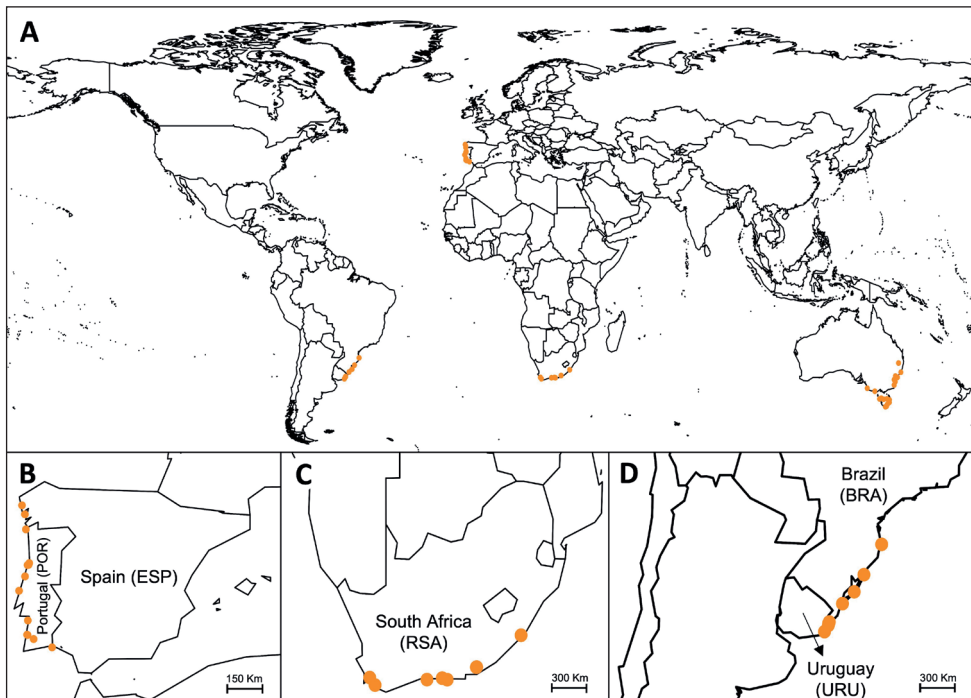 A
B
Portugal (POR)
Spain (ESP)
150 Km
C
South Africa
(RSA)
300 Km
D
Brazil
(BRA)
Uruguay
(URU)
300 Km